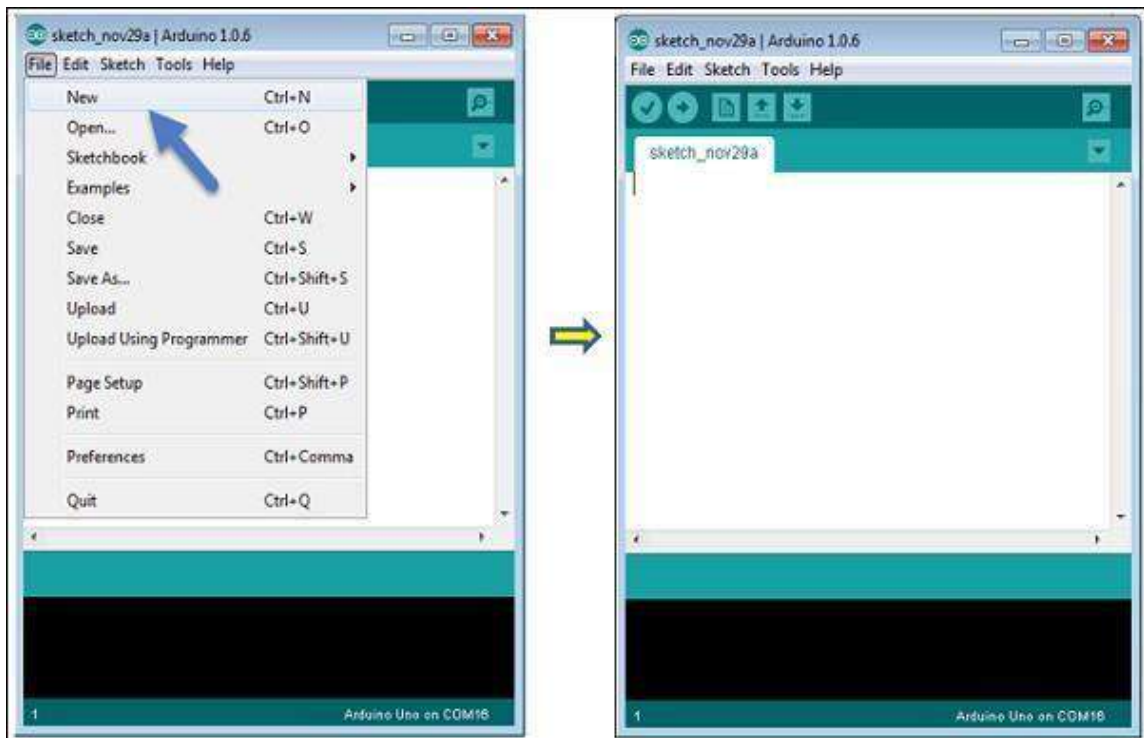 sketch_nov29a | Arduino 1.0.6
File Edit Sketch Tools Help
New Ctrl+N
Open... Ctrl+O
Sketchbook
Examples
Close Ctrl+W
Save Ctrl+S
Save As... Ctrl+Shift+S
Upload Ctrl+U
Upload Using Programmer Ctrl+Shift+U
Page Setup Ctrl+Shift+P
Print Ctrl+P
Preferences Ctrl+Comma
Quit Ctrl+Q
1 Arduino Uno on COM16
sketch_nov29a | Arduino 1.0.6
File Edit Sketch Tools Help
sketch_nov29a
1 Arduino Uno on COM16